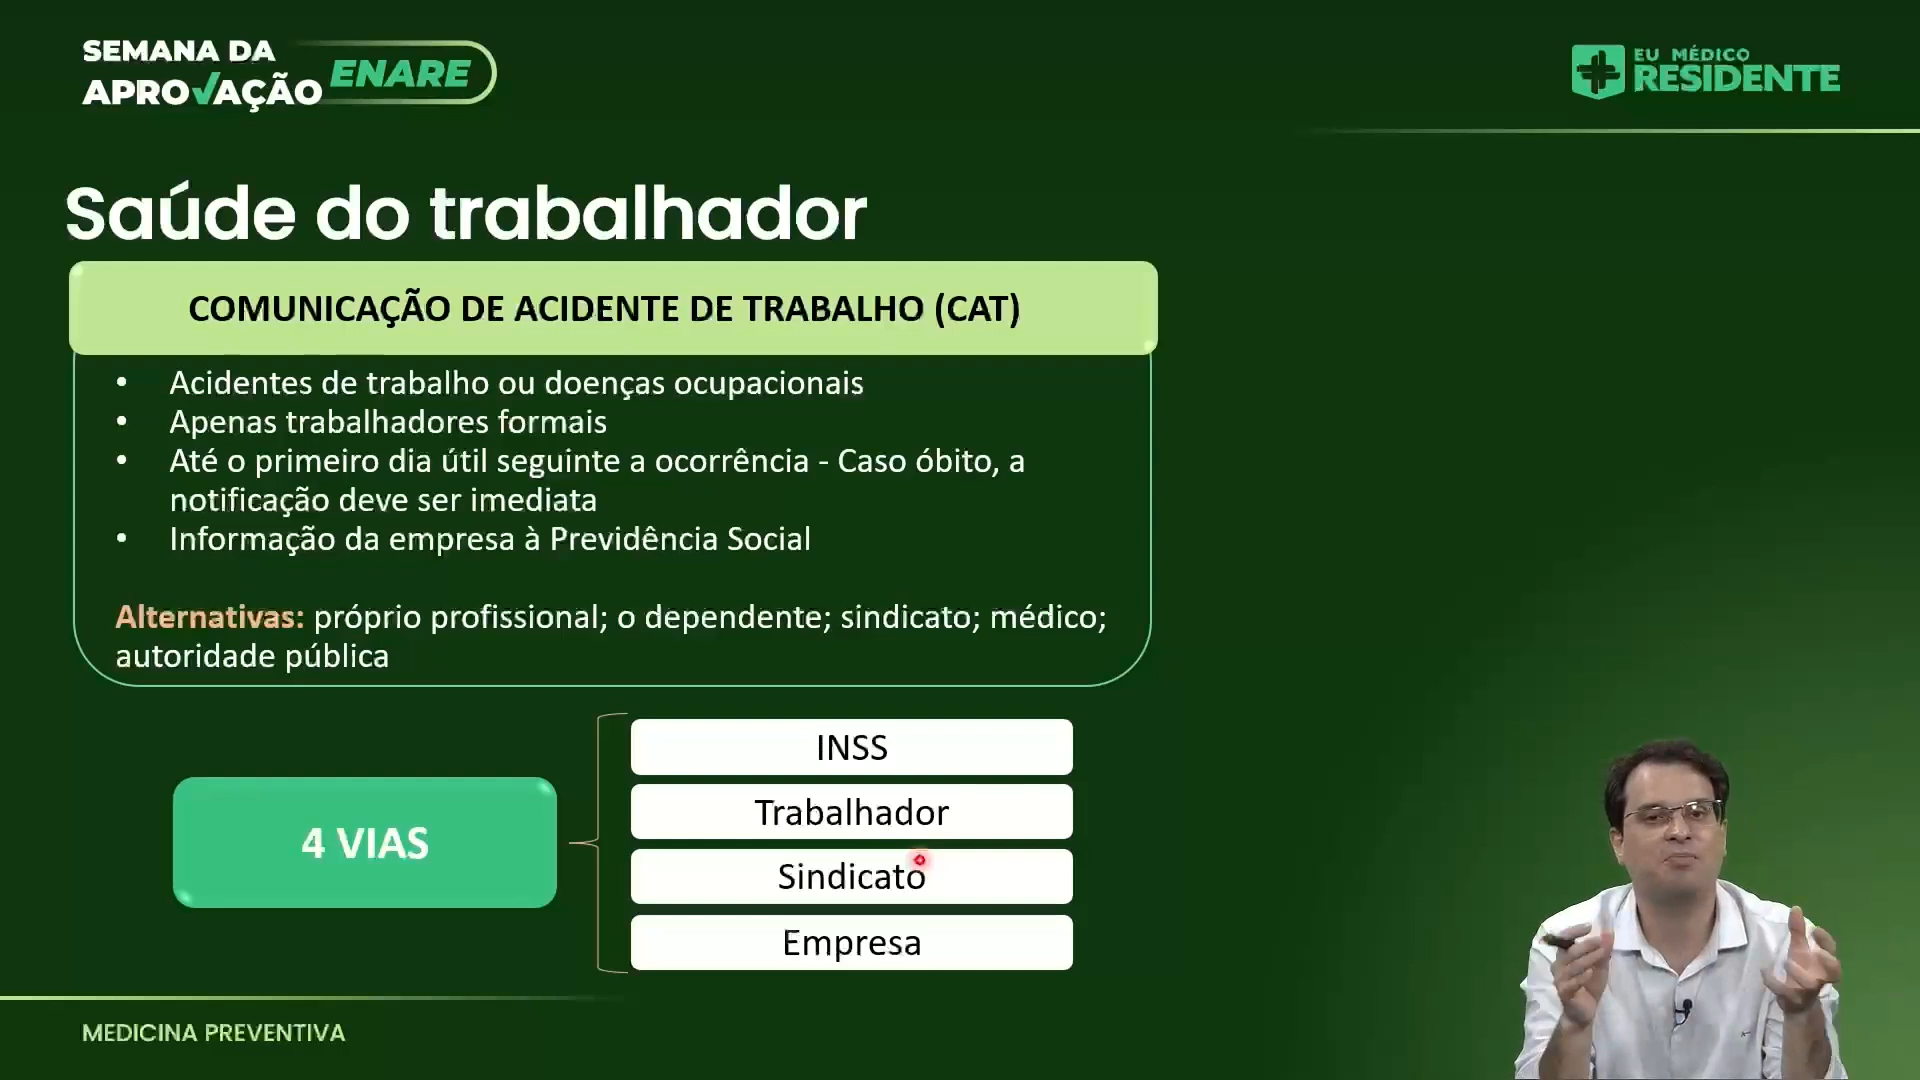 SEMANA DA
APROVAÇÃO ENARE
EU MÉDICO
RESIDENTE
Saúde do trabalhador
COMUNICAÇÃO DE ACIDENTE DE TRABALHO (CAT)
• Acidentes de trabalho ou doenças ocupacionais
• Apenas trabalhadores formais
• Até o primeiro dia útil seguinte a ocorrência - Caso óbito, a
notificação deve ser imediata
• Informação da empresa à Previdência Social
Alternativas: próprio profissional; o dependente; sindicato; médico;
autoridade pública
4 VIAS
INSS
Trabalhador
Sindicato
Empresa
MEDICINA PREVENTIVA